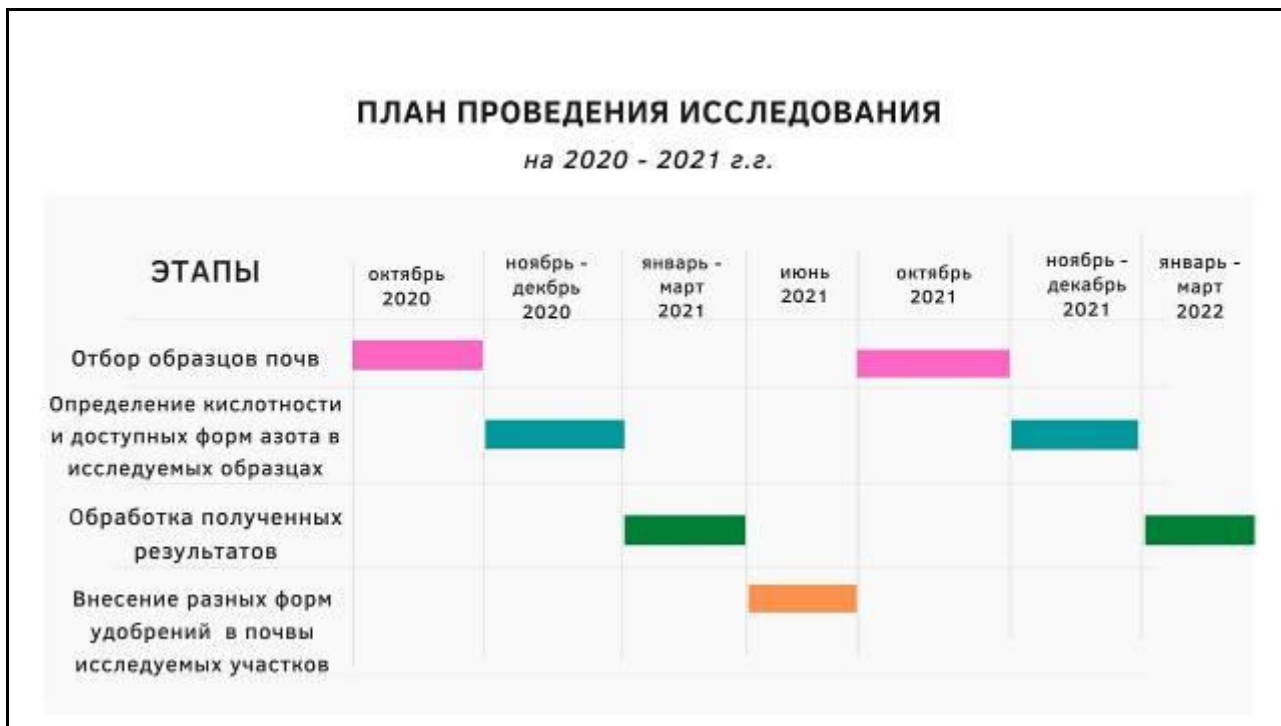 ПЛАН ПРОВЕДЕНИЯ ИССЛЕДОВАНИЯ
на 2020 - 2021 г.г.
ЭТАПЫ
октябрь
2020
ноябрь -
декбрь
2020
январь -
март
2021
июнь
2021
октябрь
2021
ноябрь -
декабрь
2021
январь -
март
2022
Отбор образцов почв
Определение кислотности
и доступных форм азота в
исследуемых образцах
Обработка полученных
результатов
Внесение разных форм
удобрений в почвы
исследуемых участков